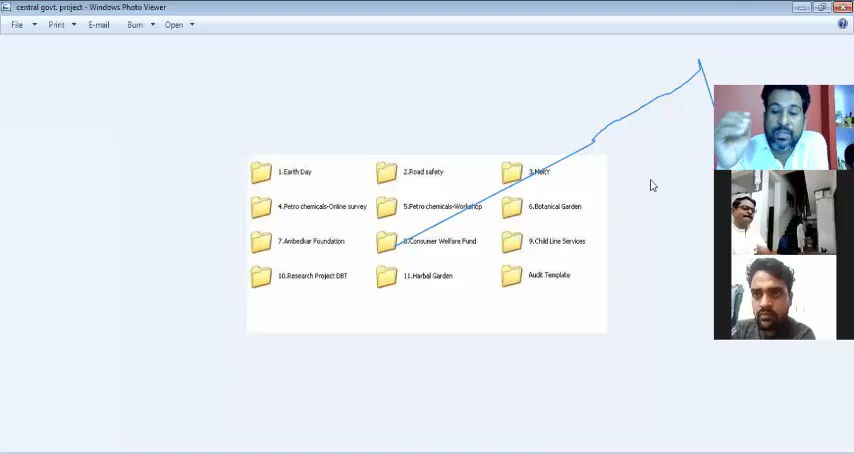 central govt. project - Windows Photo Viewer
File Print E-mail Burn Open
1.Earth Day 2.Road safety 3.MeitY
4.Petro chemicals-Online survey 5.Petro chemicals-Workshop 6.Botanical Garden
7.Ambedkar Foundation 8.Consumer Welfare Fund 9.Child Line Services
10.Research Project DBT 11.Harbal Garden Audit Template